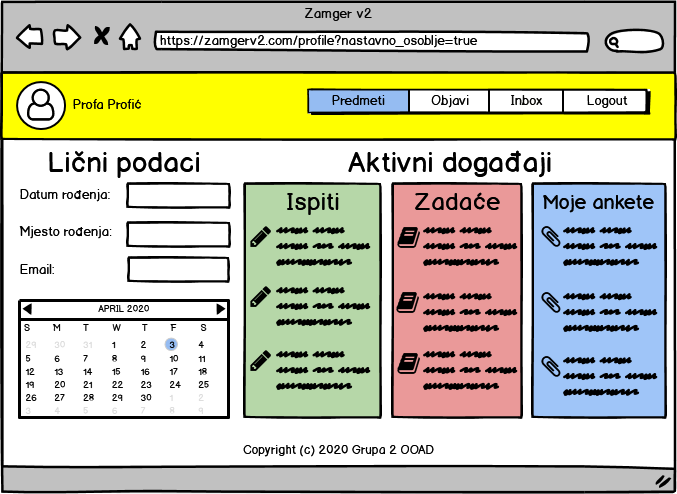 Zamger v2
https://zamgerv2.com/profile?nastavno_osoblje=true
Profa Profić
Predmeti Objavi Inbox Logout
Lični podaci
Datum rođenja:
Mjesto rođenja:
Email:
APRIL 2020
S M T W T F S
29 30 31 1 2 3 4
5 6 7 8 9 10 11
12 13 14 15 16 17 18
19 20 21 22 23 24 25
26 27 28 29 30 1 2
3 4 5 6 7 8 9
Aktivni događaji
Ispiti
Zadaće
Moje ankete
Copyright (c) 2020 Grupa 2 OOAD